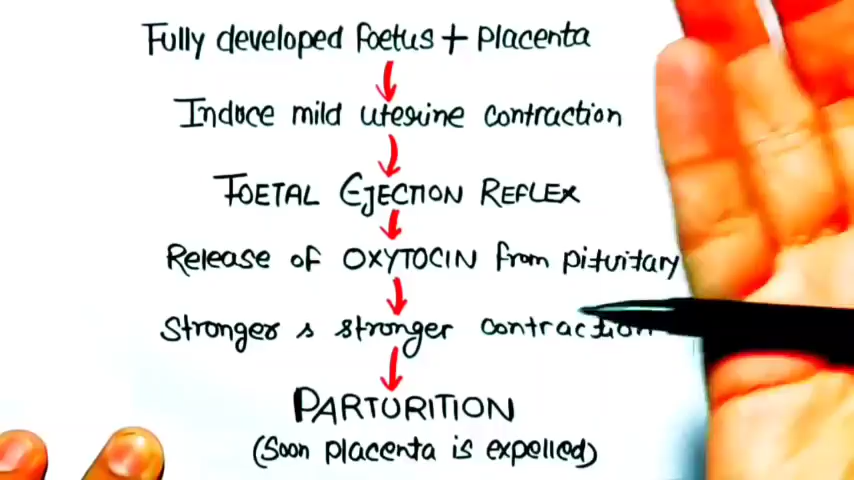 Fully developed foetus + placenta
Induce mild uterine contraction
FOETAL EJECTION REFLEX
Release of OXYTOCIN from pituitary
Stronger & stronger contraction
PARTURITION
(Soon placenta is expelled)